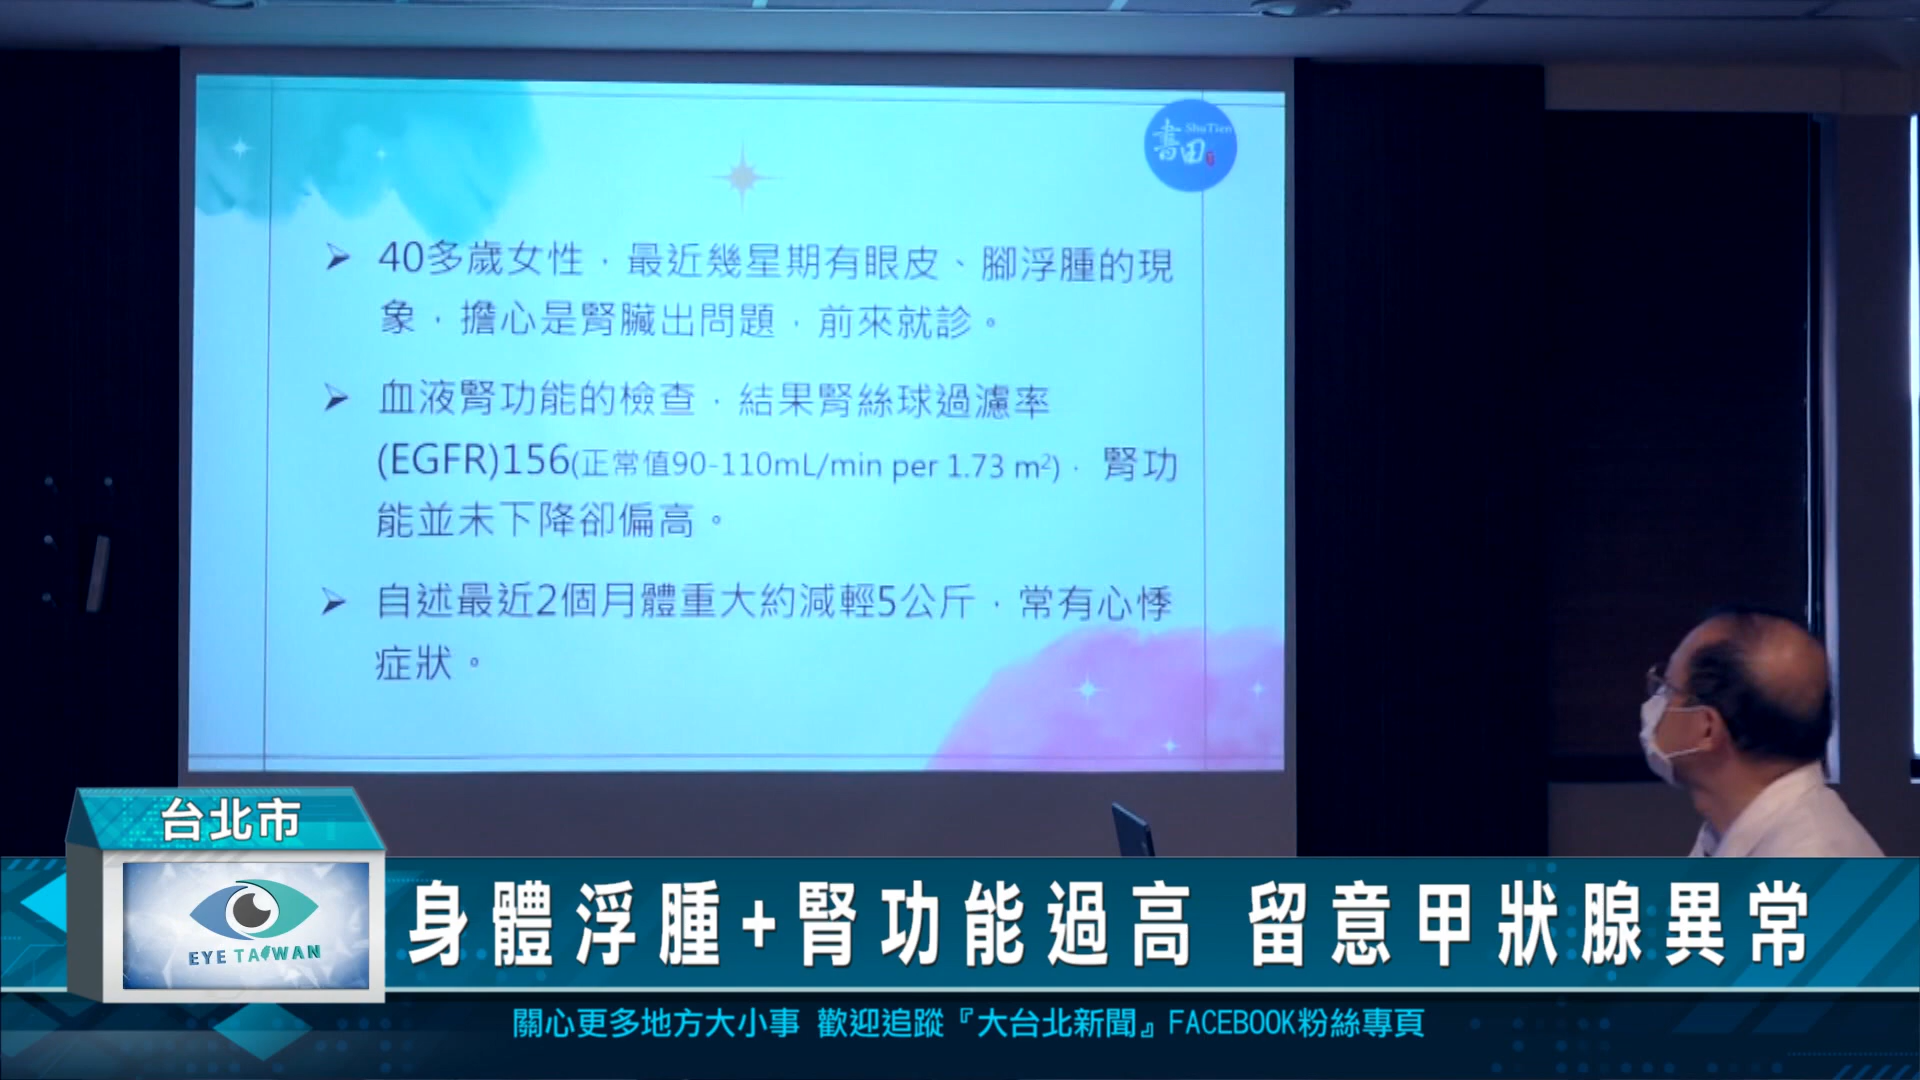 書田
ShuTien
40多歲女性，最近幾星期有眼皮、腳浮腫的現
象，擔心是腎臟出問題，前來就診。
血液腎功能的檢查，結果腎絲球過濾率
(EGFR)156(正常值90-110mL/min per 1.73 m²)，腎功
能並未下降卻偏高。
自述最近2個月體重大約減輕5公斤，常有心悸
症狀。
台北市
EYE TAIWAN
身體浮腫+腎功能過高 留意甲狀腺異常
關心更多地方大小事 歡迎追蹤『大台北新聞』FACEBOOK粉絲專頁